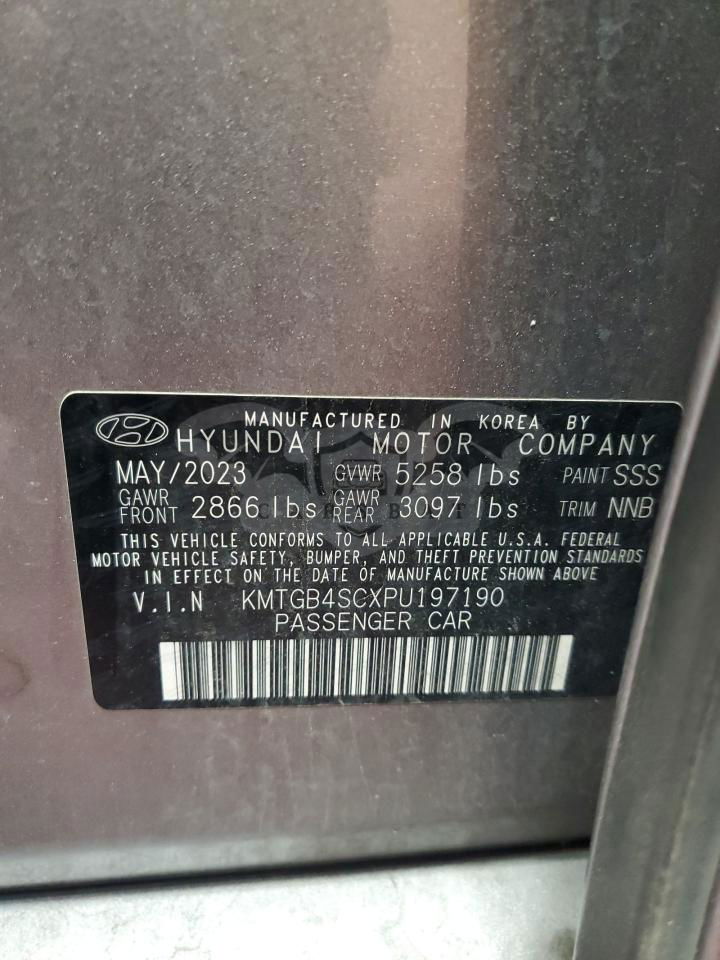 MANUFACTURED IN KOREA BY
HYUNDAI MOTOR COMPANY
MAY/2023 GVWR 5258 lbs PAINT SSS
GAWR FRONT 2866 lbs GAWR REAR 3097 lbs TRIM NNB
THIS VEHICLE CONFORMS TO ALL APPLICABLE U.S.A. FEDERAL
MOTOR VEHICLE SAFETY, BUMPER, AND THEFT PREVENTION STANDARDS
IN EFFECT ON THE DATE OF MANUFACTURE SHOWN ABOVE
V.I.N KMTGB4SCXPU197190
PASSENGER CAR